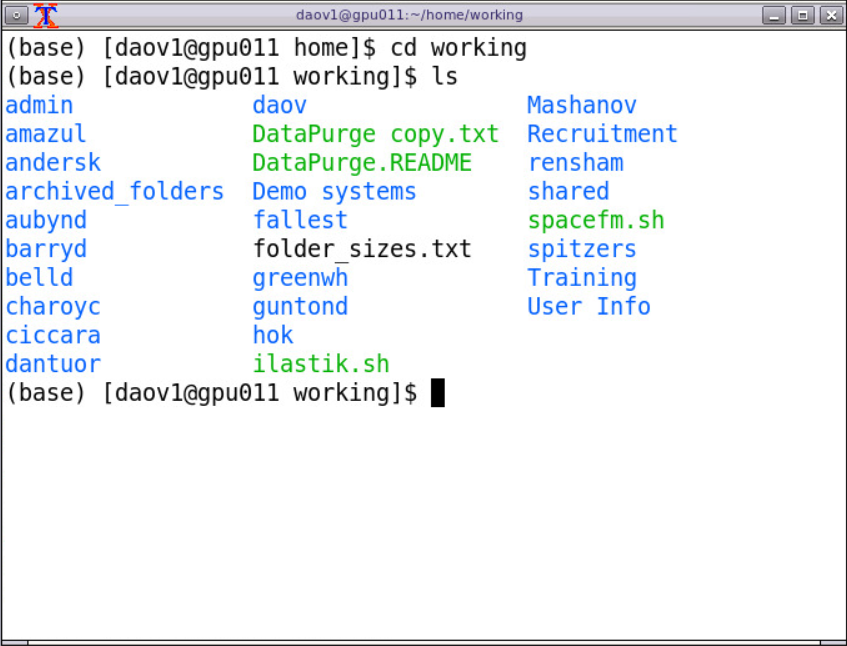 daov1@gpu011:~/home/working
(base) [daov1@gpu011 home]$ cd working
(base) [daov1@gpu011 working]$ ls
admin daov Mashanov
amazul DataPurge copy.txt Recruitment
andersk DataPurge.README rensham
archived_folders Demo systems shared
aubynd fallest spacefm.sh
barryd folder_sizes.txt spitzers
belld greenwh Training
charoyc guntond User Info
ciccara hok
dantuor ilastik.sh
(base) [daov1@gpu011 working]$